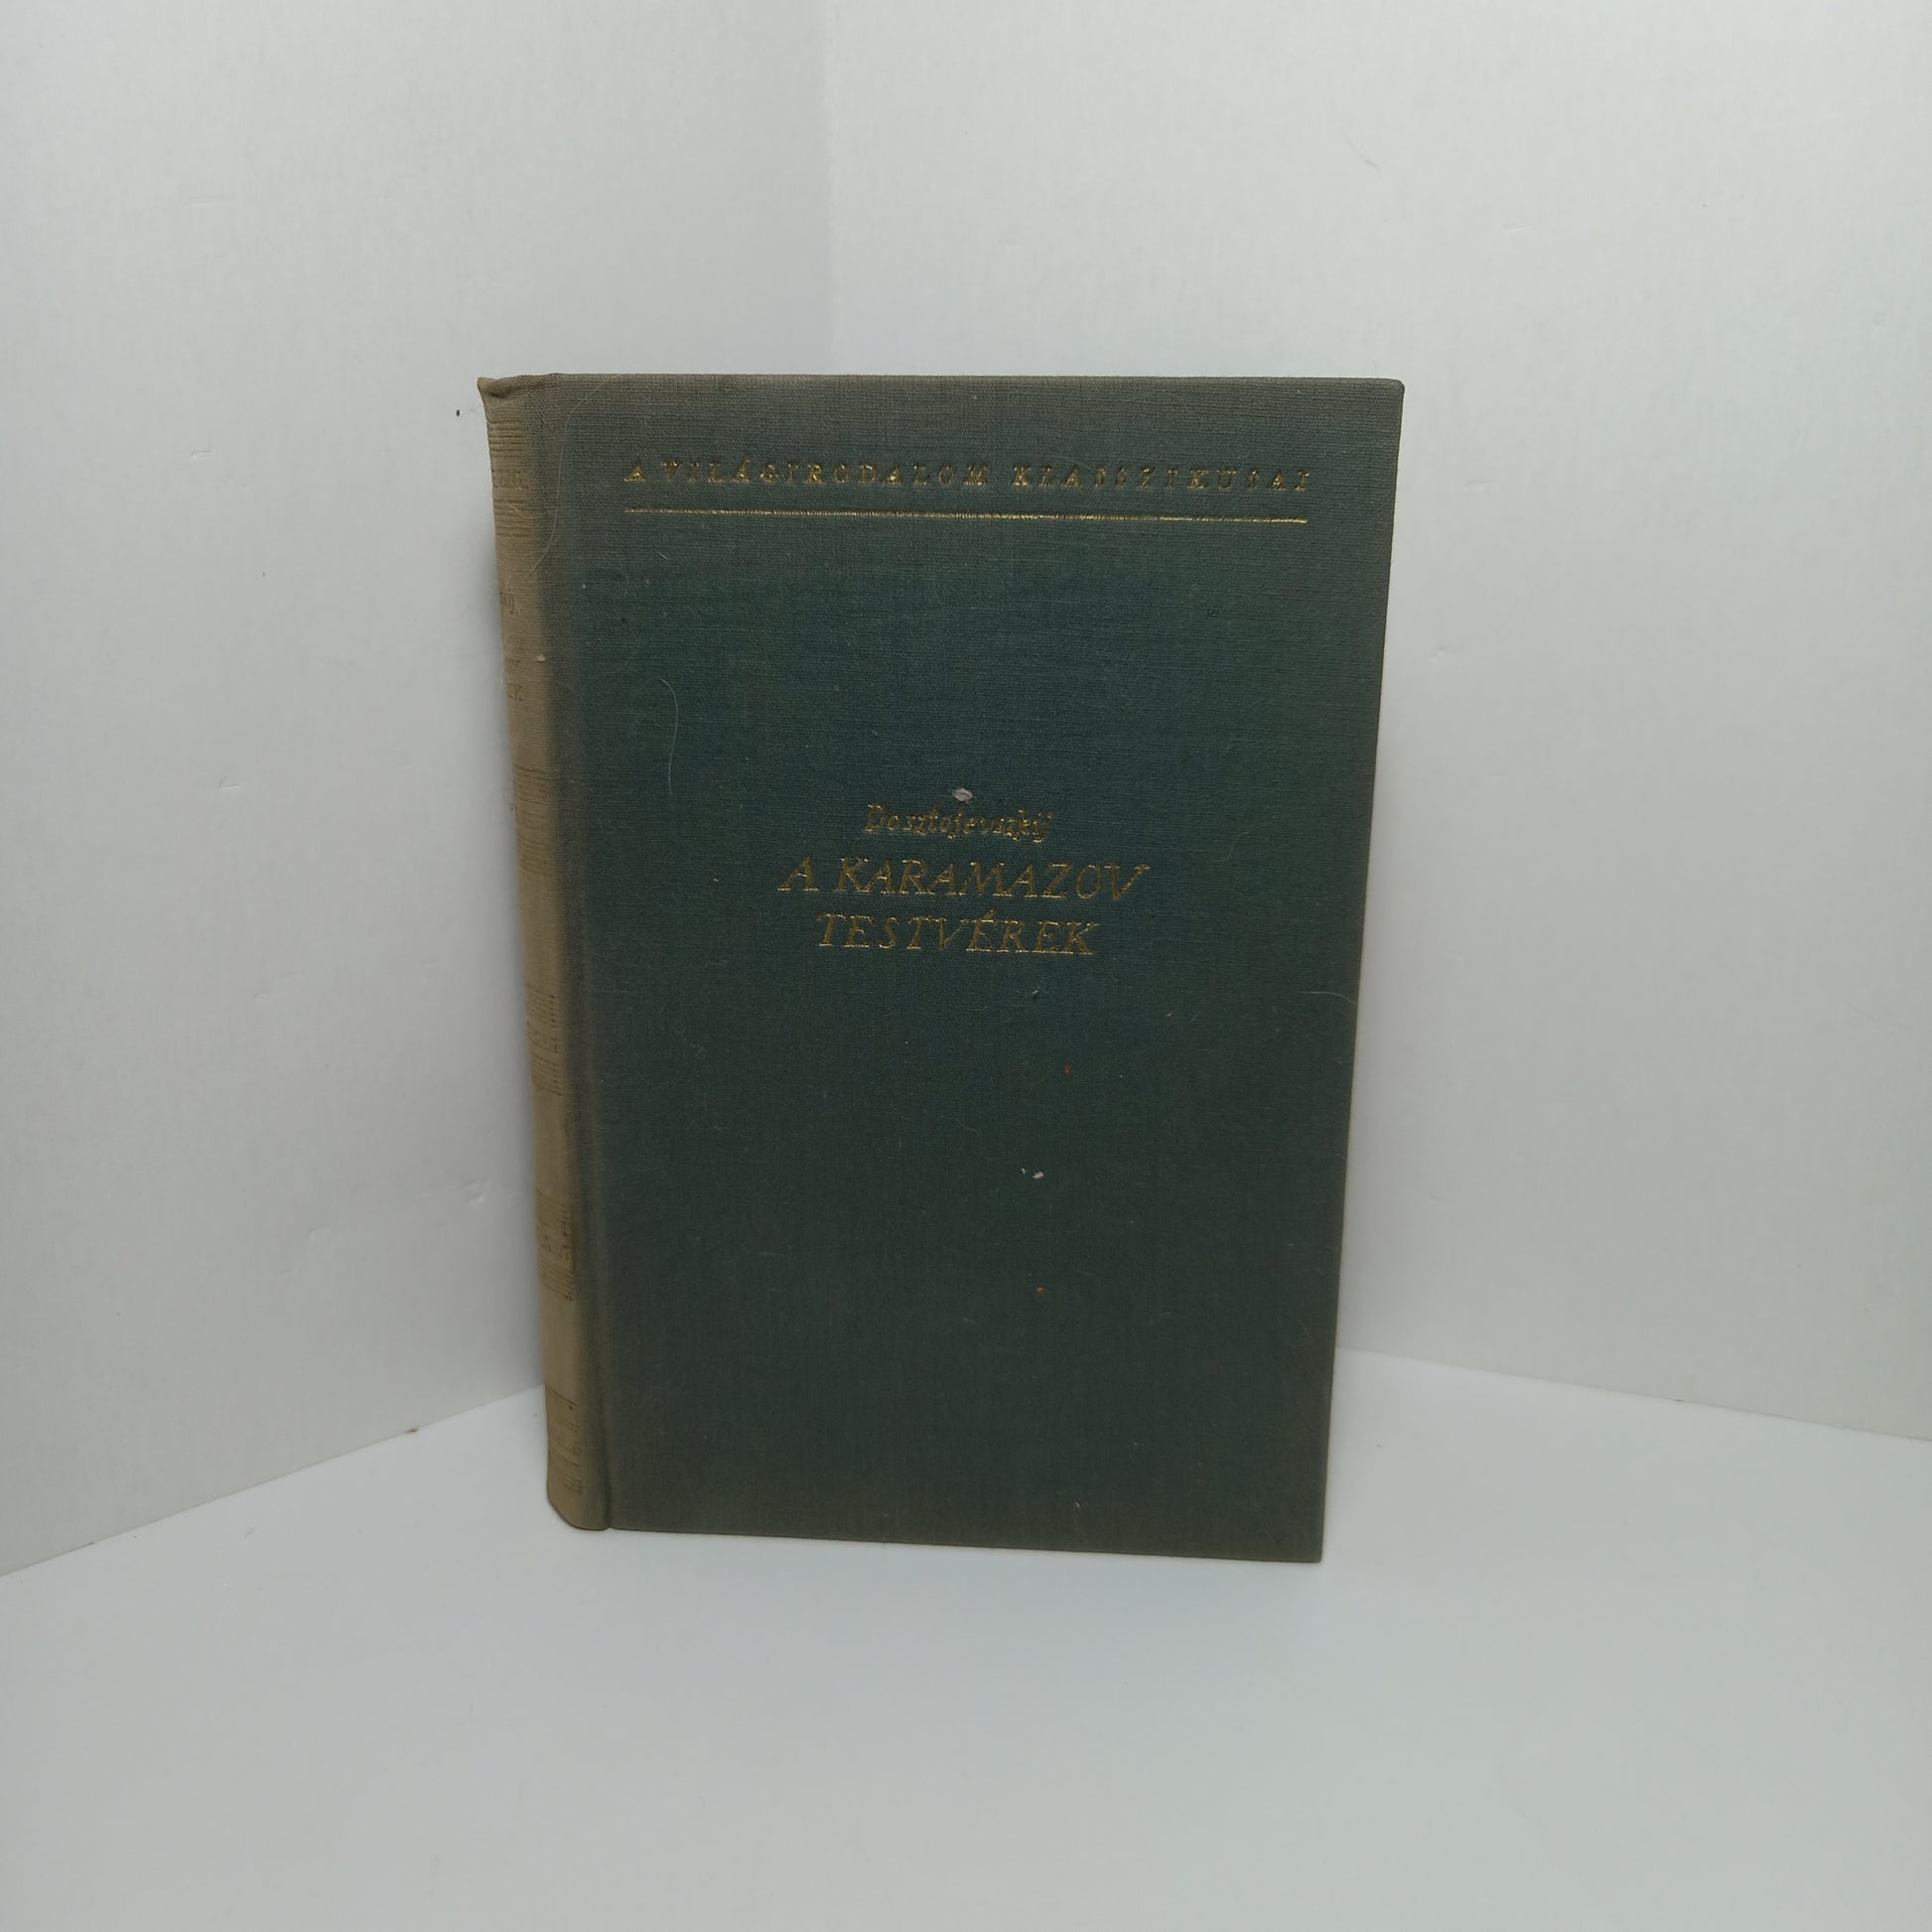 A VILÁGIRODALOM KLASSZIKUSAI
Dosztojevszkij
A KARAMAZOV
TESTVÉREK